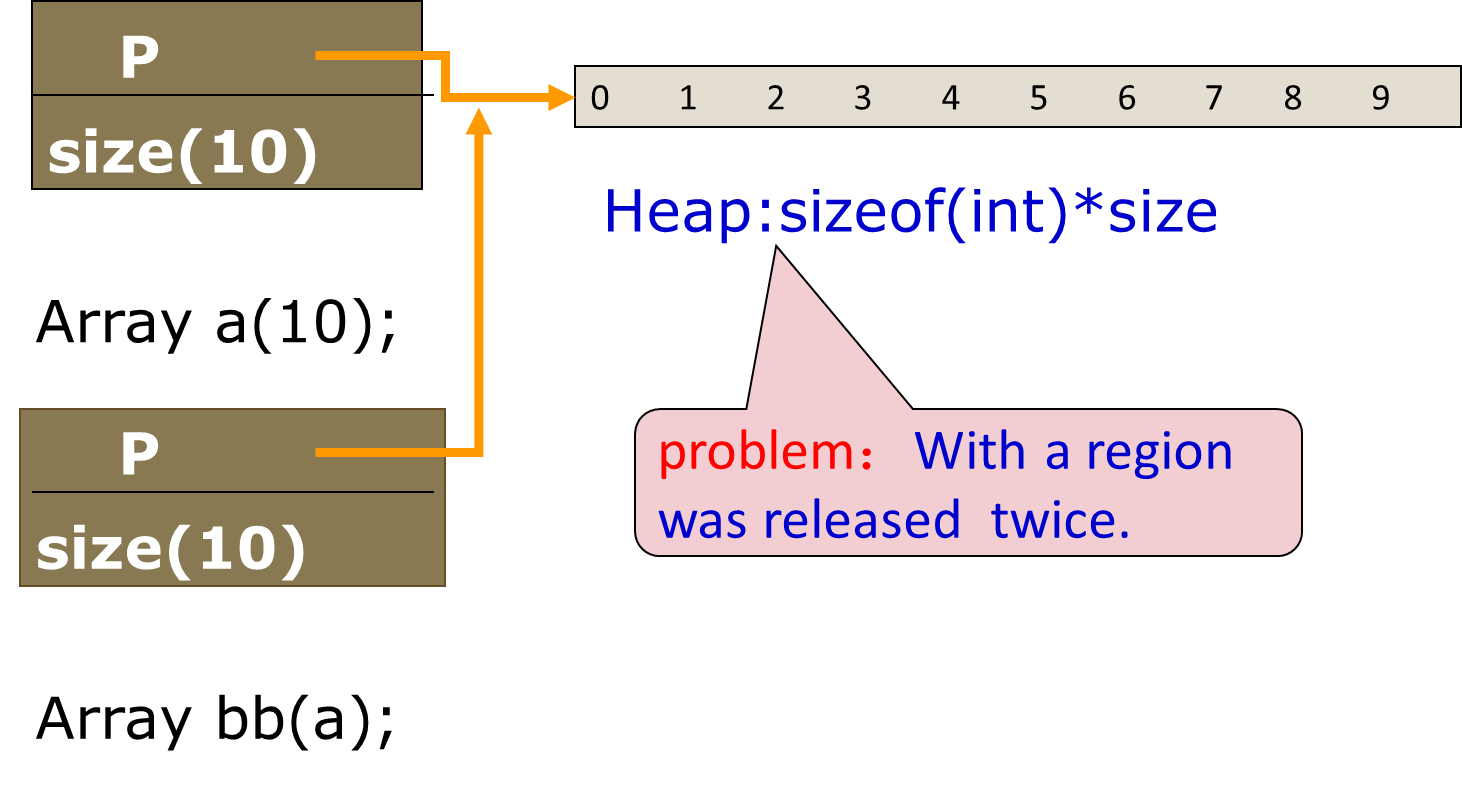 P
size(10)
0 1 2 3 4 5 6 7 8 9
Heap:sizeof(int)*size
Array a(10);
P
size(10)
problem： With a region
was released twice.
Array bb(a);